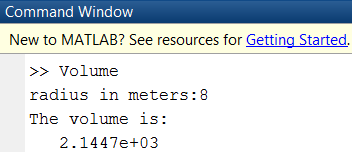 Command Window
New to MATLAB? See resources for Getting Started.
>> Volume
radius in meters:8
The volume is:
2.1447e+03